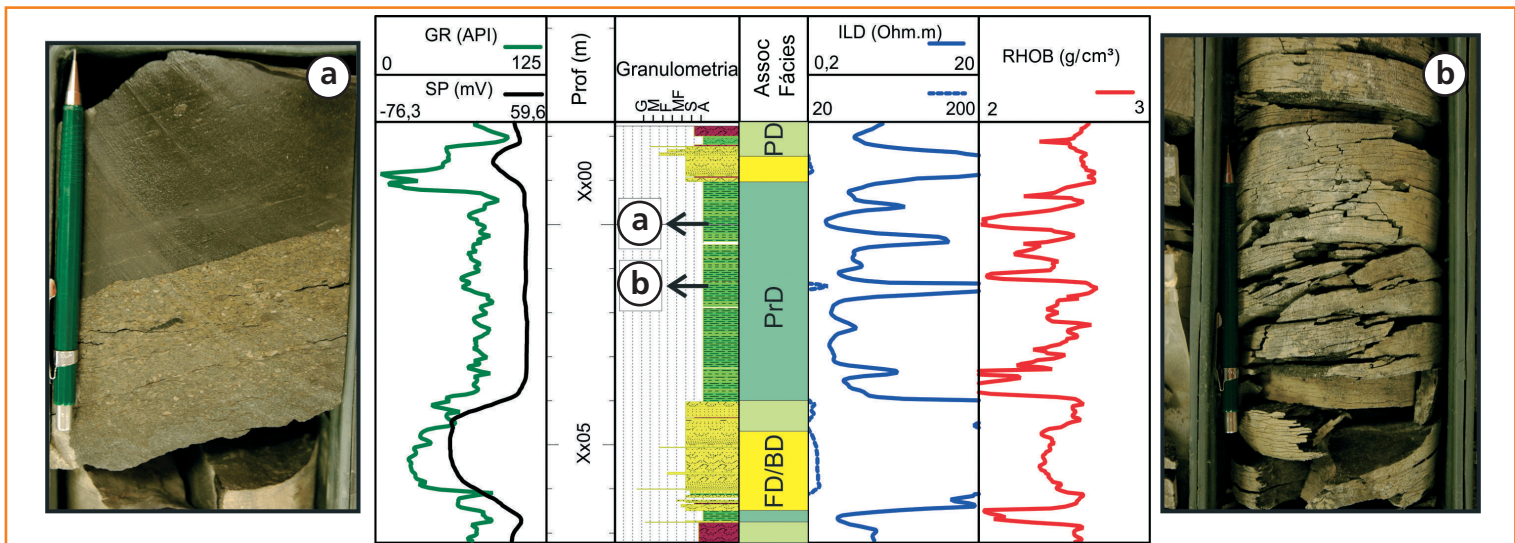 a
GR (API)
0 125
SP (mV)
-76,3 59,6
Prof (m)
Granulometria
G M F MF S A
Assoc
Fácies
ILD (Ohm.m)
0,2 20
20 200
RHOB (g/cm³)
2 3
b
PD
Xx00
a
b
PrD
Xx05
FD/BD